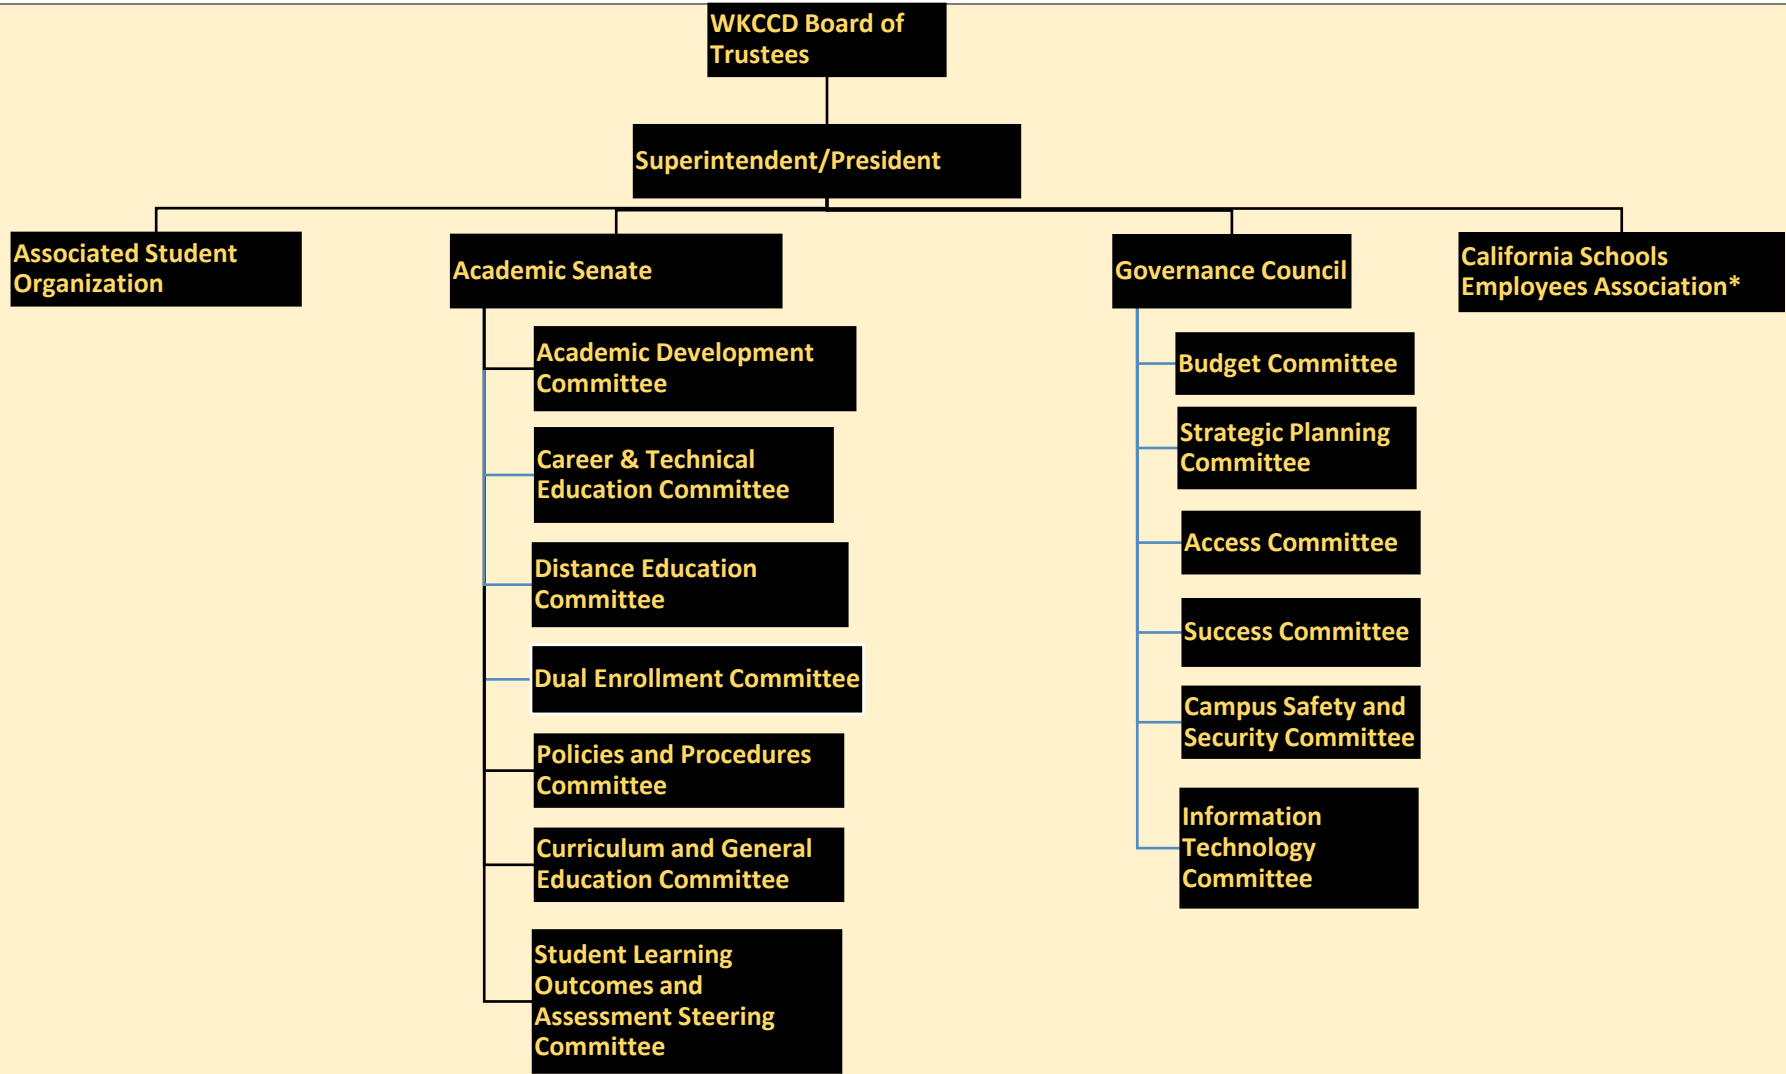 WKCCD Board of
Trustees
Superintendent/President
Associated Student
Organization
Academic Senate
Governance Council
California Schools
Employees Association*
Academic Development
Committee
Career & Technical
Education Committee
Distance Education
Committee
Dual Enrollment Committee
Policies and Procedures
Committee
Curriculum and General
Education Committee
Student Learning
Outcomes and
Assessment Steering
Committee
Budget Committee
Strategic Planning
Committee
Access Committee
Success Committee
Campus Safety and
Security Committee
Information
Technology
Committee